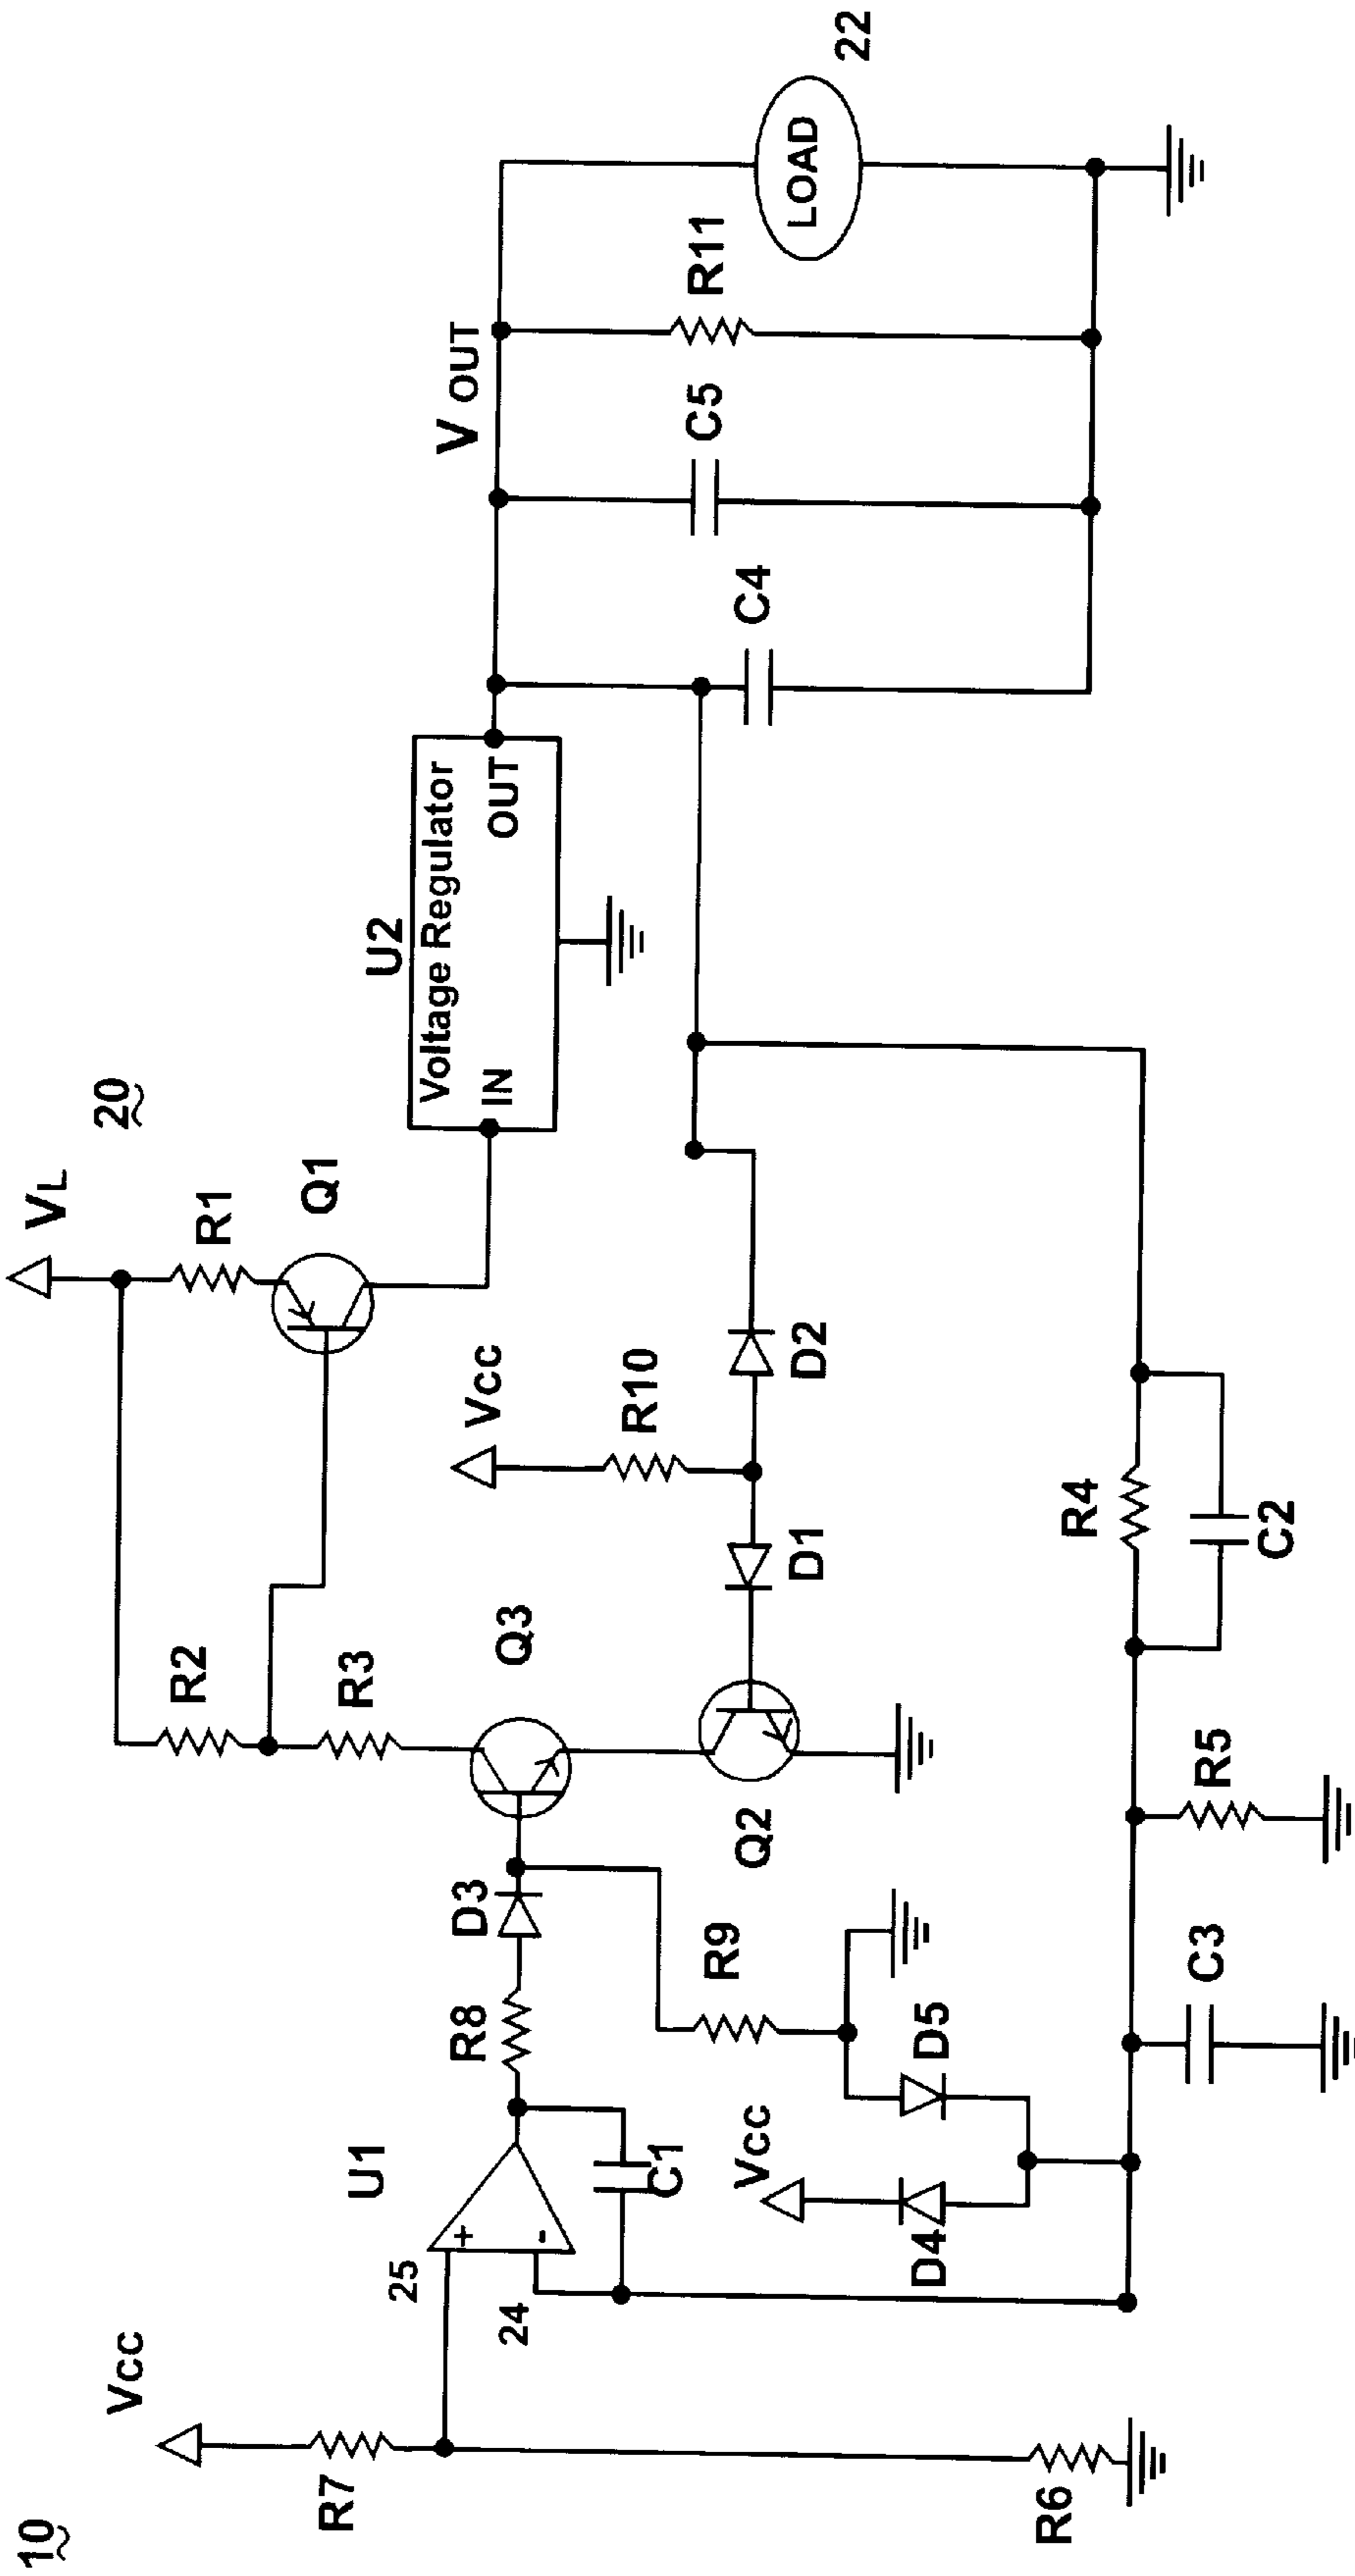 10
20
VL
R1
Q1
R2
R3
Q3
Vcc
R10
D1
D2
Q2
U2
Voltage Regulator
IN
OUT
V OUT
C4
C5
R11
LOAD
22
Vcc
R7
R6
25
24
+
-
U1
C1
R8
D3
R9
Vcc
D4
D5
C3
R5
R4
C2